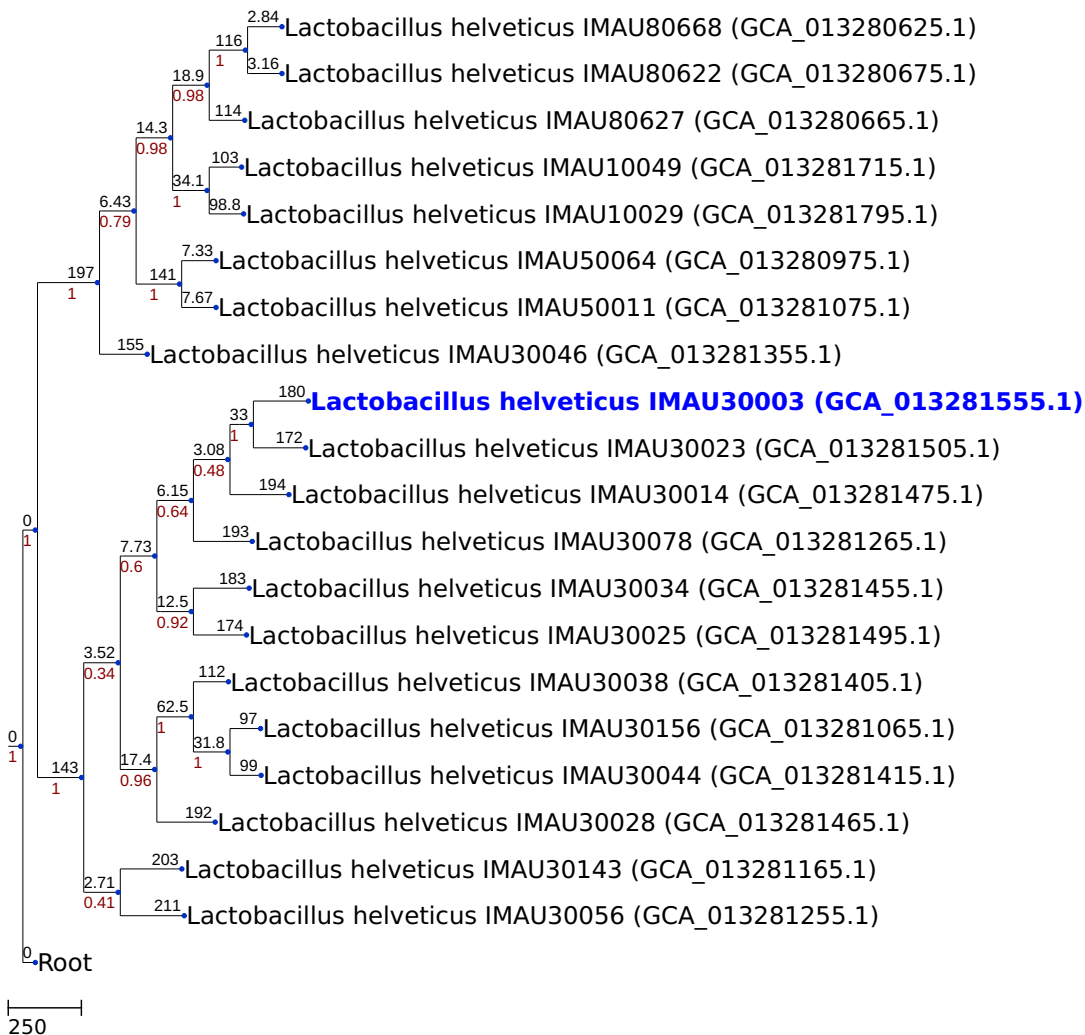 2.84
Lactobacillus helveticus IMAU80668 (GCA_013280625.1)
116
1
3.16
Lactobacillus helveticus IMAU80622 (GCA_013280675.1)
18.9
0.98
114
Lactobacillus helveticus IMAU80627 (GCA_013280665.1)
14.3
0.98
103
Lactobacillus helveticus IMAU10049 (GCA_013281715.1)
34.1
1
98.8
Lactobacillus helveticus IMAU10029 (GCA_013281795.1)
6.43
0.79
7.33
Lactobacillus helveticus IMAU50064 (GCA_013280975.1)
141
1
7.67
Lactobacillus helveticus IMAU50011 (GCA_013281075.1)
197
1
155
Lactobacillus helveticus IMAU30046 (GCA_013281355.1)
180
Lactobacillus helveticus IMAU30003 (GCA_013281555.1)
33
1
172
Lactobacillus helveticus IMAU30023 (GCA_013281505.1)
3.08
0.48
194
Lactobacillus helveticus IMAU30014 (GCA_013281475.1)
6.15
0.64
193
Lactobacillus helveticus IMAU30078 (GCA_013281265.1)
0
1
7.73
0.6
183
Lactobacillus helveticus IMAU30034 (GCA_013281455.1)
12.5
0.92
174
Lactobacillus helveticus IMAU30025 (GCA_013281495.1)
3.52
0.34
112
Lactobacillus helveticus IMAU30038 (GCA_013281405.1)
62.5
1
97
Lactobacillus helveticus IMAU30156 (GCA_013281065.1)
31.8
1
99
Lactobacillus helveticus IMAU30044 (GCA_013281415.1)
0
1
143
1
17.4
0.96
192
Lactobacillus helveticus IMAU30028 (GCA_013281465.1)
203
Lactobacillus helveticus IMAU30143 (GCA_013281165.1)
2.71
0.41
211
Lactobacillus helveticus IMAU30056 (GCA_013281255.1)
0
Root
250